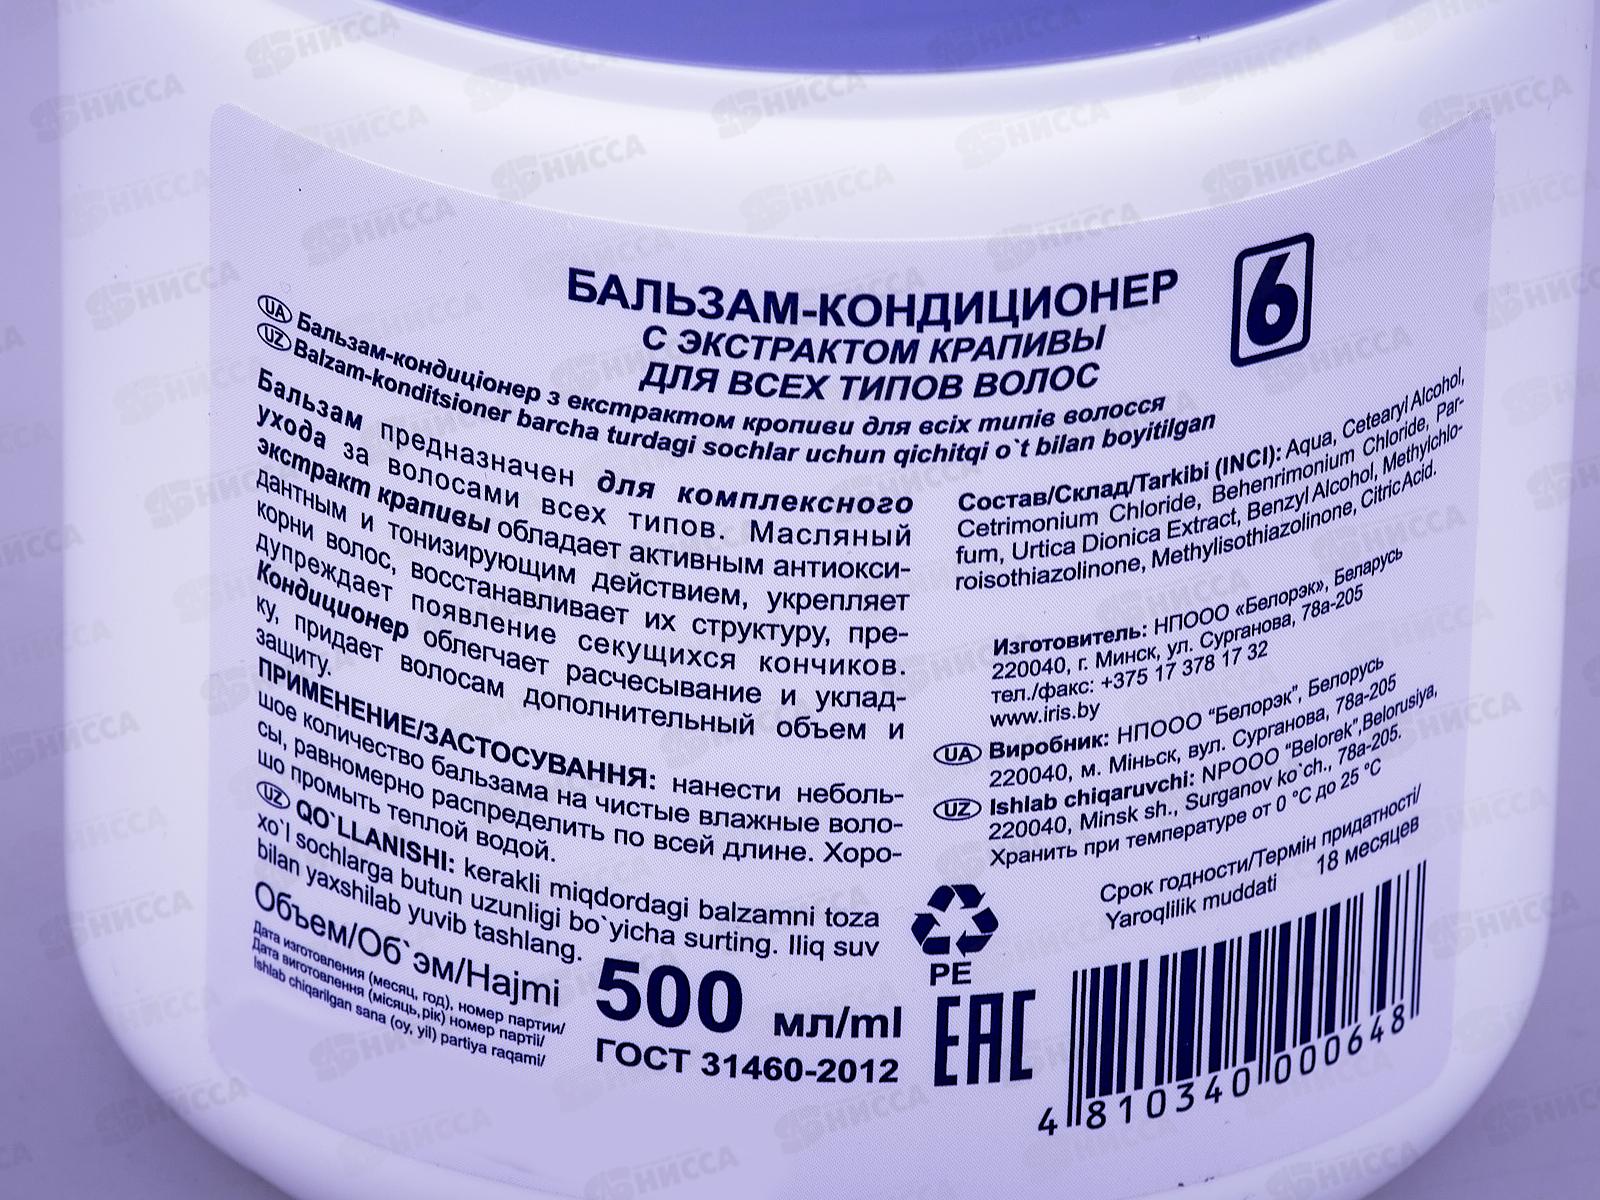 БАЛЬЗАМ-КОНДИЦИОНЕР
С ЭКСТРАКТОМ КРАПИВЫ
ДЛЯ ВСЕХ ТИПОВ ВОЛОС
6
UA Бальзам-кондиціонер з екстрактом кропиви для всіх типів волосся
UZ Balzam-konditsioner barcha turdagi sochlar uchun qichitqi o`t bilan boyitilgan
Бальзам предназначен для комплексного
ухода за волосами всех типов. Масляный
экстракт крапивы обладает активным антиокси-
дантным и тонизирующим действием, укрепляет
корни волос, восстанавливает их структуру, пре-
дупреждает появление секущихся кончиков.
Кондиционер облегчает расчесывание и уклад-
ку, придает волосам дополнительный объем и
защиту.
ПРИМЕНЕНИЕ/ЗАСТОСУВАННЯ: нанести неболь-
шое количество бальзама на чистые влажные воло-
сы, равномерно распределить по всей длине. Хоро-
шо промыть теплой водой.
UZ QO`LLANISHI: kerakli miqdordagi balzamni toza
xo`l sochlarga butun uzunligi bo`yicha surting. Iliq suv
bilan yaxshilab yuvib tashlang.
Объем/Об`эм/Hajmi 500 мл/ml
Дата изготовления (месяц, год), номер партии/
Дата виготовлення (місяць,рік) номер партії/
Ishlab chiqarilgan sana (oy, yil) partiya raqami/
ГОСТ 31460-2012
Состав/Склад/Tarkibi (INCI): Aqua, Cetearyl Alcohol,
Cetrimonium Chloride, Behenrimonium Chloride, Par-
fum, Urtica Dionica Extract, Benzyl Alcohol, Methylchlo-
roisothiazolinone, Methylisothiazolinone, Citric Acid.
Изготовитель: НПООО «Белорэк», Беларусь
220040, г. Минск, ул. Сурганова, 78а-205
тел./факс: +375 17 378 17 32
www.iris.by
UA Виробник: НПООО "Белорэк", Белорусь
220040, м. Міньск, вул. Сурганова, 78а-205
UZ Ishlab chiqaruvchi: NPOOO "Belorek",Belorusiya,
220040, Minsk sh., Surganov ko`ch., 78a-205.
Хранить при температуре от 0 °C до 25 °C
Срок годности/Термін придатності/
Yaroqlilik muddati 18 месяцев
PE
EAC
4 810340 000648
НИССА